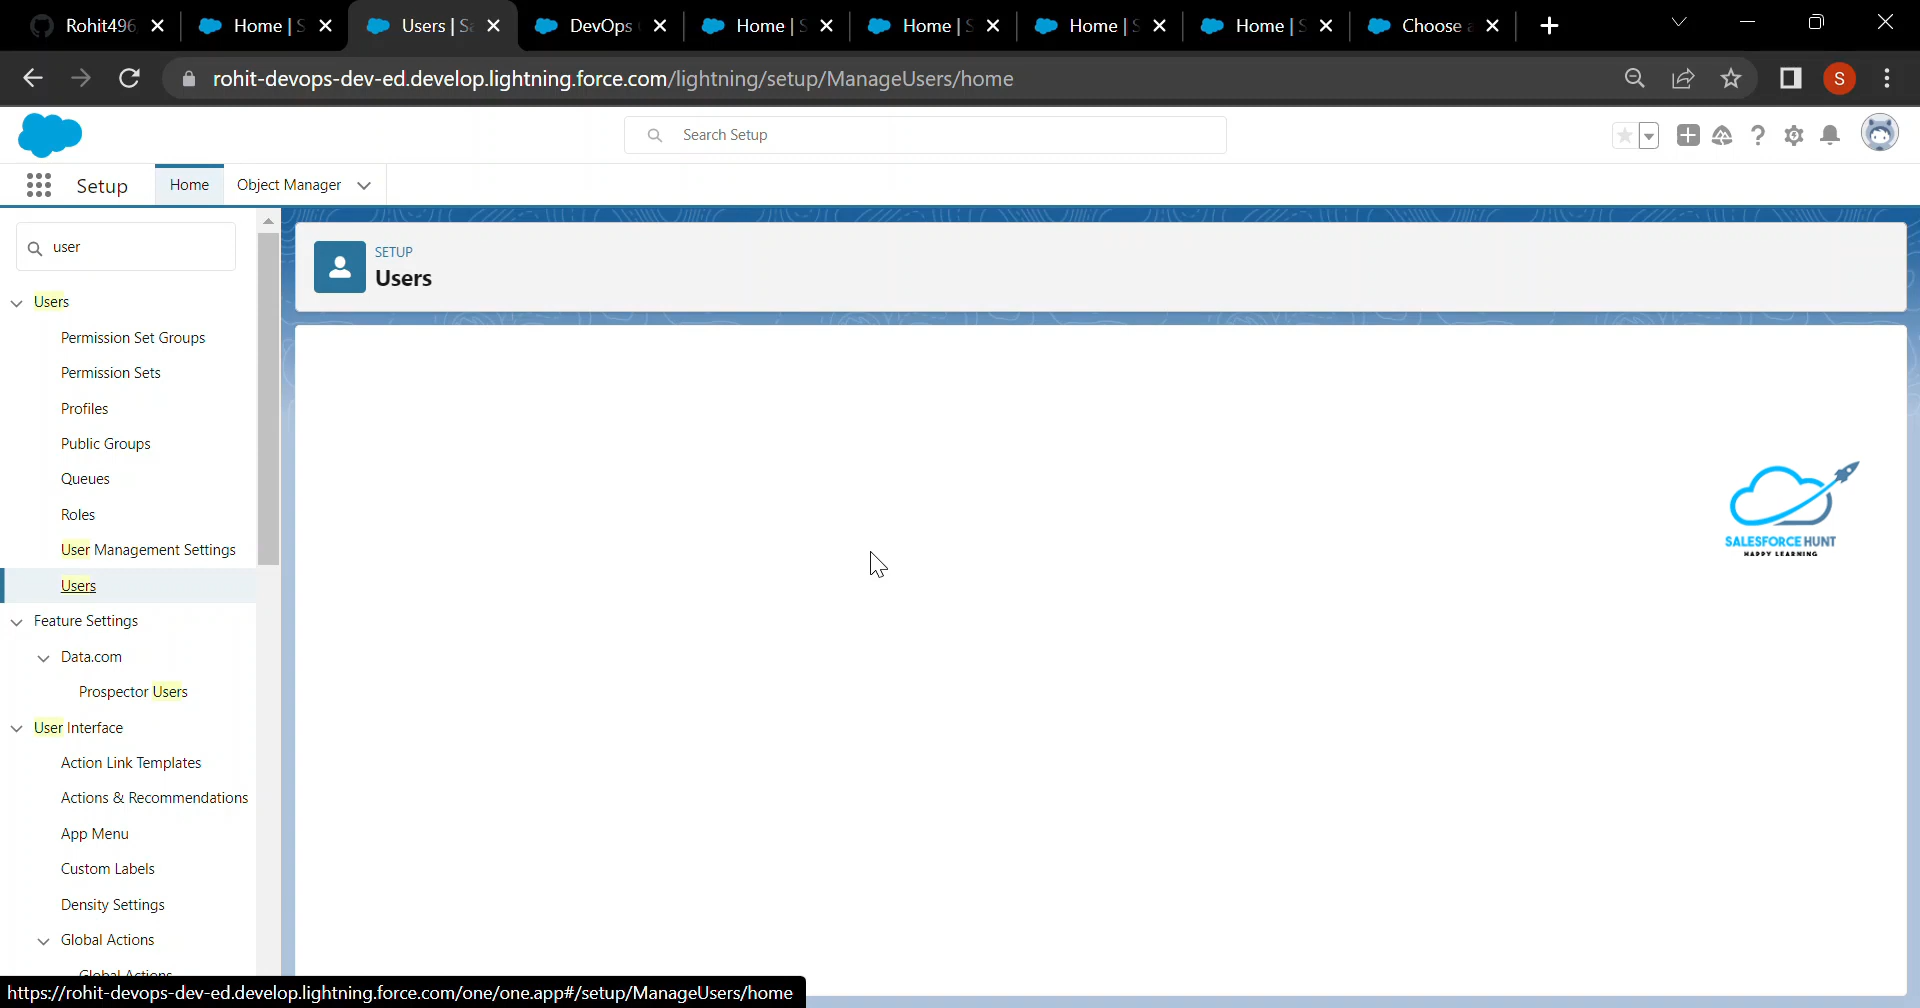 Rohit496
Home | S
Users | Sa
DevOps
Home | S
Home | S
Home | S
Home | S
Choose a
rohit-devops-dev-ed.develop.lightning.force.com/lightning/setup/ManageUsers/home
S
Search Setup
Setup
Home
Object Manager
user
SETUP
Users
Users
Permission Set Groups
Permission Sets
Profiles
Public Groups
Queues
Roles
User Management Settings
Users
Feature Settings
Data.com
Prospector Users
User Interface
Action Link Templates
Actions & Recommendations
App Menu
Custom Labels
Density Settings
Global Actions
Global Actions
SALESFORCE HUNT
HAPPY LEARNING
https://rohit-devops-dev-ed.develop.lightning.force.com/one/one.app#/setup/ManageUsers/home